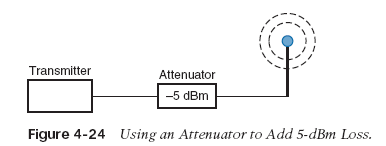 Transmitter
Attenuator
–5 dBm
Figure 4-24 Using an Attenuator to Add 5-dBm Loss.